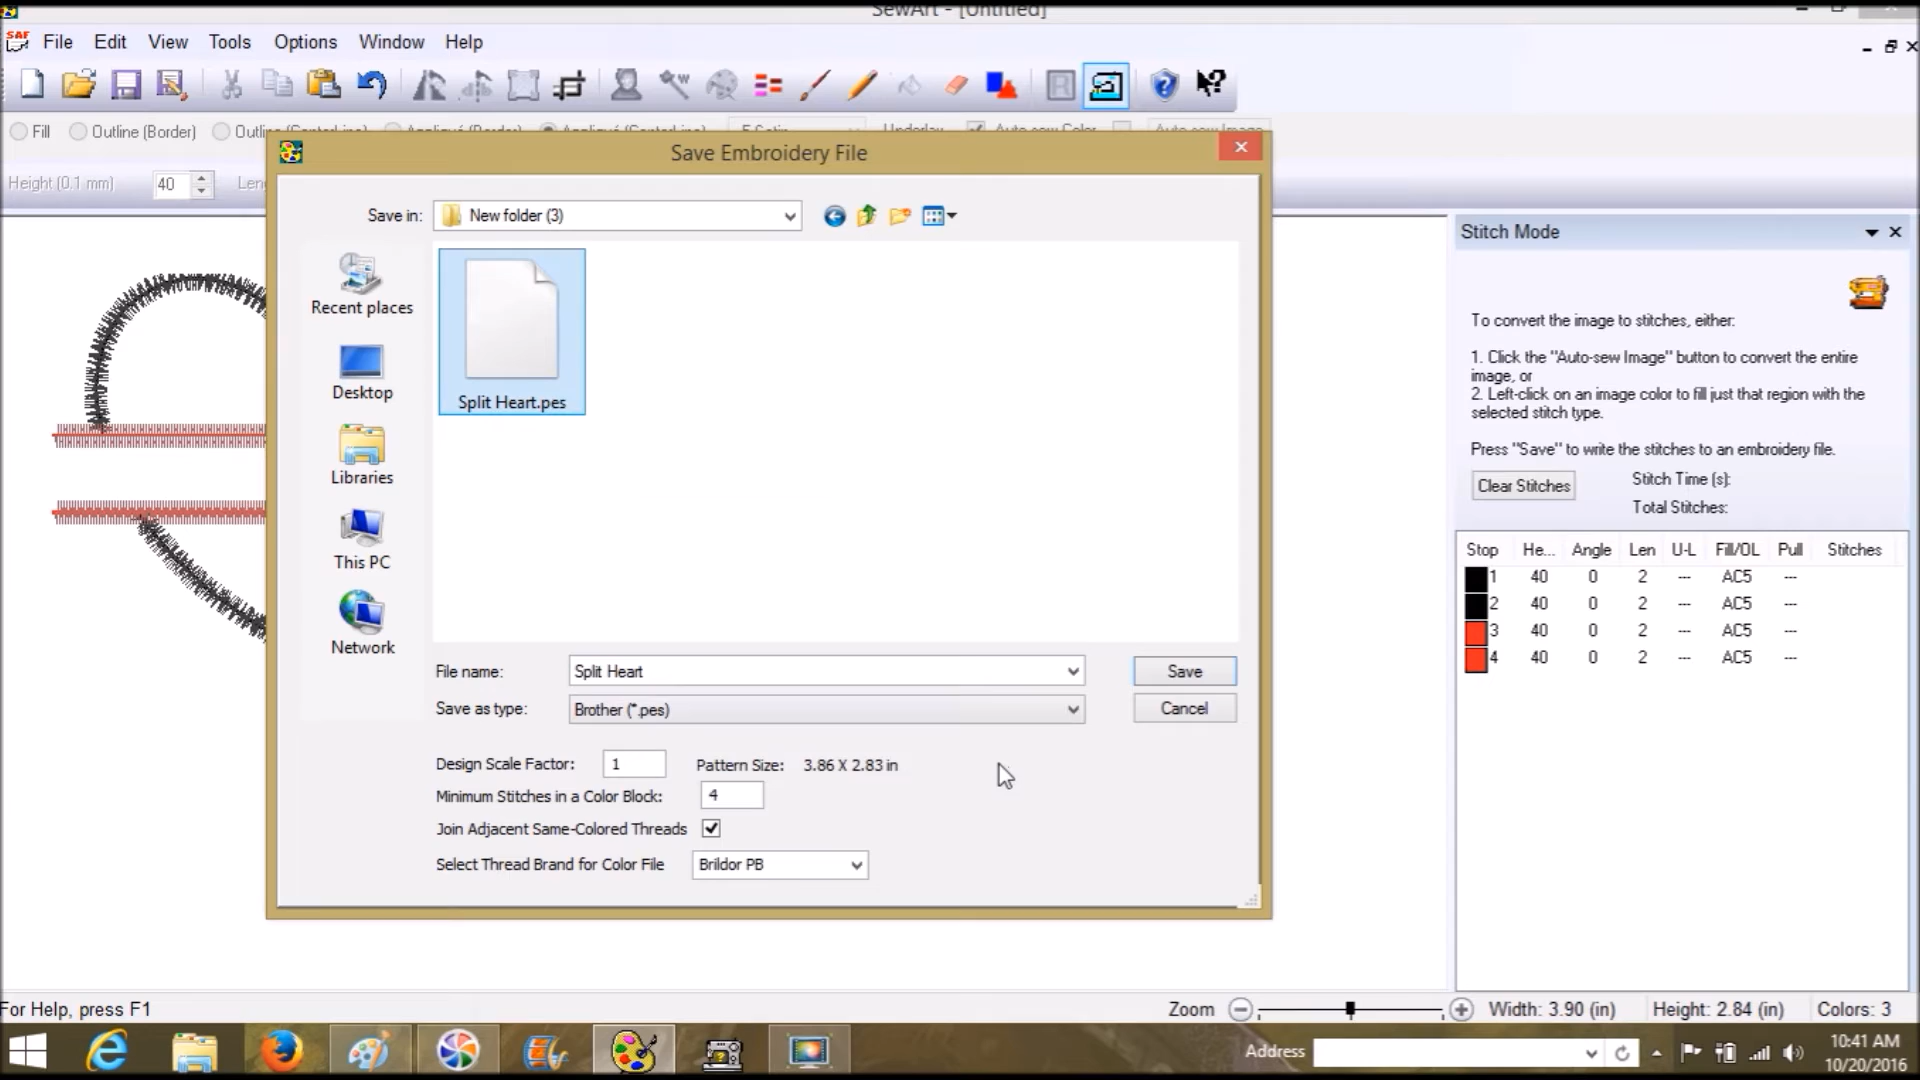 SewArt - [Untitled]
SAF File Edit View Tools Options Window Help
Fill Outline (Border)
Underlay Auto-sew Color Auto-sew Image
Height (0.1 mm) 40
Save Embroidery File
Save in: New folder (3)
Recent places
Desktop
Libraries
This PC
Network
Split Heart.pes
File name: Split Heart Save
Save as type: Brother (*.pes) Cancel
Design Scale Factor: 1 Pattern Size: 3.86 X 2.83 in
Minimum Stitches in a Color Block: 4
Join Adjacent Same-Colored Threads
Select Thread Brand for Color File Brildor PB
Stitch Mode
To convert the image to stitches, either:
1. Click the "Auto-sew Image" button to convert the entire
image, or
2. Left-click on an image color to fill just that region with the
selected stitch type.
Press "Save" to write the stitches to an embroidery file.
Clear Stitches Stitch Time (s):
Total Stitches:
Stop He... Angle Len U-L Fill/OL Pull Stitches
1 40 0 2 --- AC5 ---
2 40 0 2 --- AC5 ---
3 40 0 2 --- AC5 ---
4 40 0 2 --- AC5 ---
For Help, press F1
Zoom Width: 3.90 (in) Height: 2.84 (in) Colors: 3
Address
10:41 AM
10/20/2016